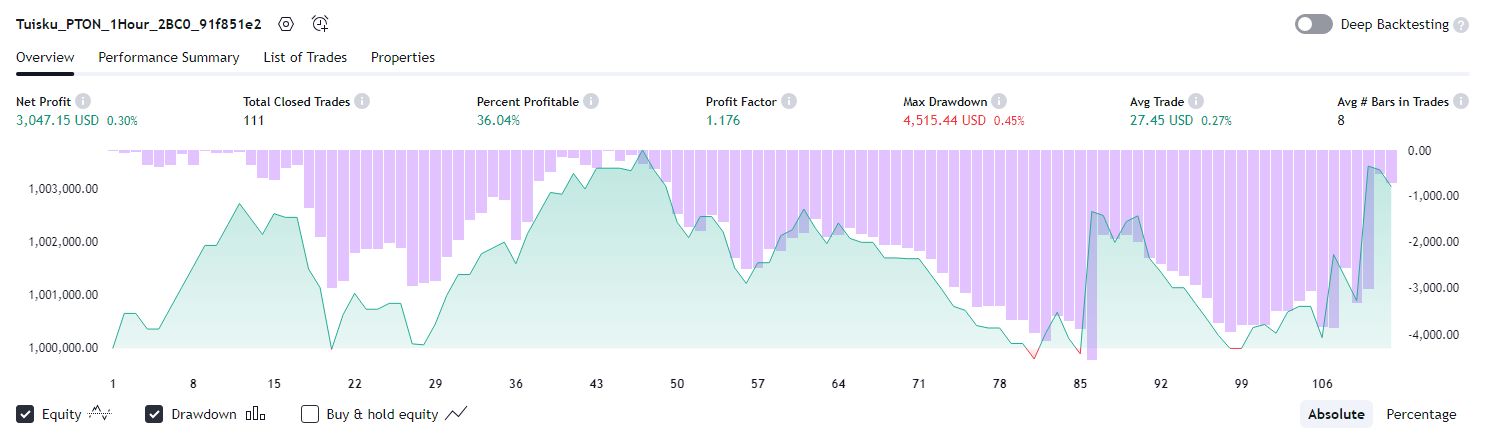 Tuisku_PTON_1Hour_2BC0_91f851e2 Deep Backtesting ?
Overview Performance Summary List of Trades Properties
Net Profit i Total Closed Trades i Percent Profitable i Profit Factor i Max Drawdown i Avg Trade i Avg # Bars in Trades i
3,047.15 USD 0.30% 111 36.04% 1.176 4,515.44 USD 0.45% 27.45 USD 0.27% 8
0.00
1,003,000.00 -1,000.00
1,002,000.00 -2,000.00
1,001,000.00 -3,000.00
1,000,000.00 -4,000.00
1 8 15 22 29 36 43 50 57 64 71 78 85 92 99 106
Equity Drawdown Buy & hold equity Absolute Percentage